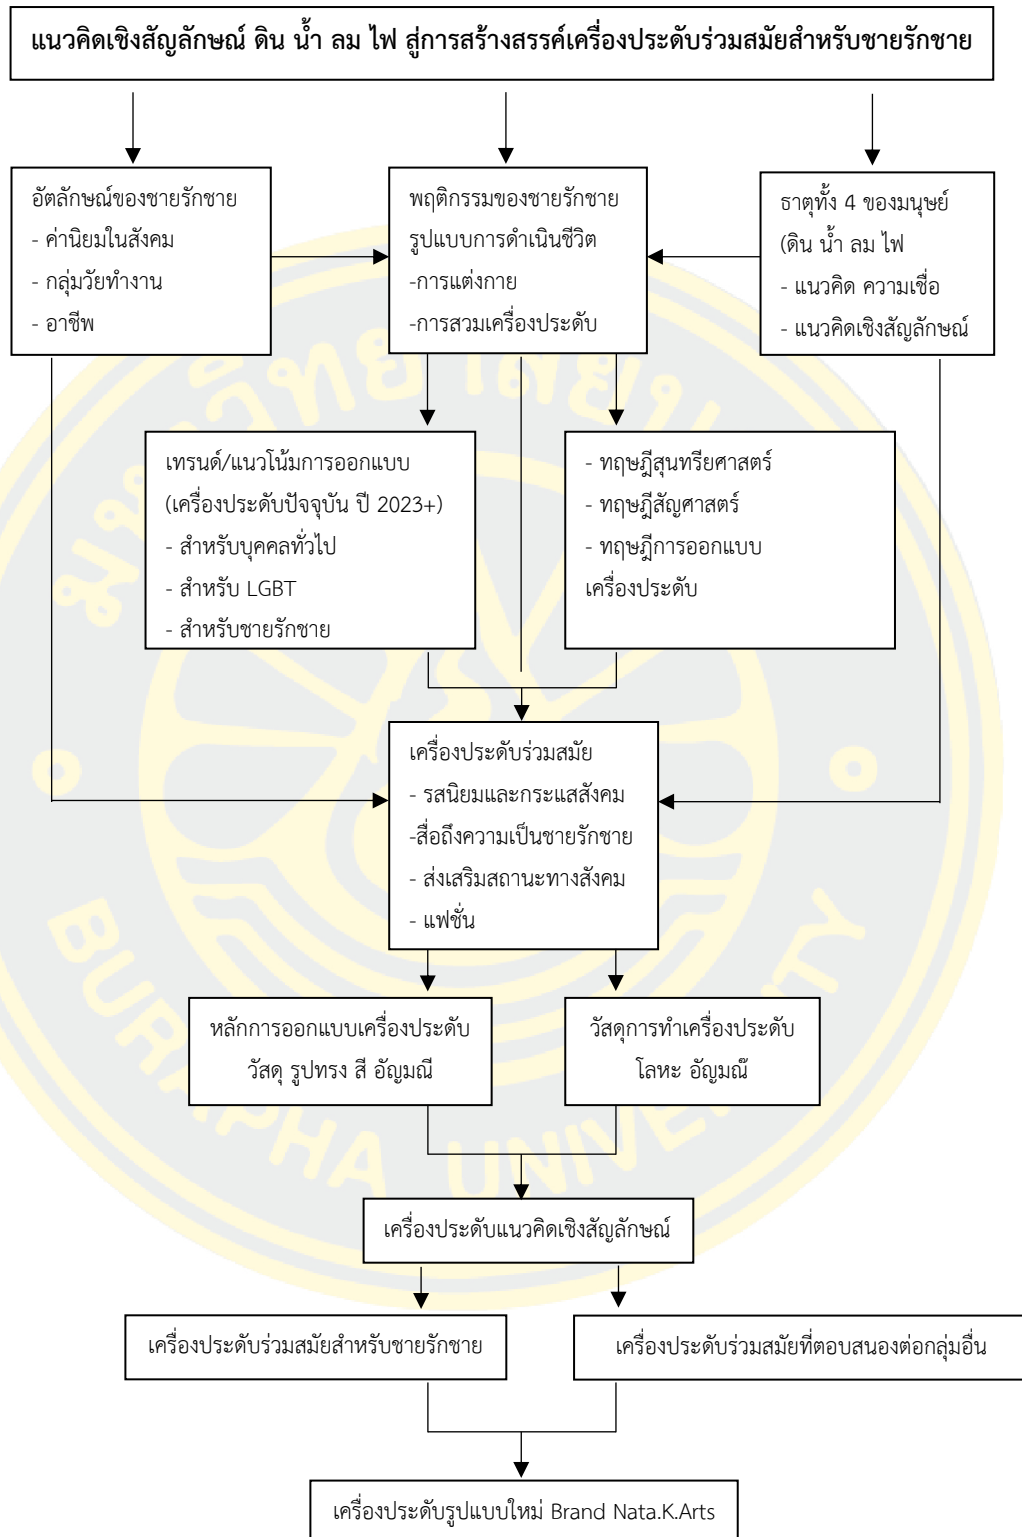 แนวคิดเชิงสัญลักษณ์ ดิน น้ำ ลม ไฟ สู่การสร้างสรรค์เครื่องประดับร่วมสมัยสำหรับชายรักชาย
อัตลักษณ์ของชายรักชาย
- ค่านิยมในสังคม
- กลุ่มวัยทำงาน
- อาชีพ
พฤติกรรมของชายรักชาย
รูปแบบการดำเนินชีวิต
-การแต่งกาย
-การสวมเครื่องประดับ
ธาตุทั้ง 4 ของมนุษย์
(ดิน น้ำ ลม ไฟ
- แนวคิด ความเชื่อ
- แนวคิดเชิงสัญลักษณ์
เทรนด์/แนวโน้มการออกแบบ
(เครื่องประดับปัจจุบัน ปี 2023+)
- สำหรับบุคคลทั่วไป
- สำหรับ LGBT
- สำหรับชายรักชาย
- ทฤษฎีสุนทรียศาสตร์
- ทฤษฎีสัญศาสตร์
- ทฤษฎีการออกแบบ
เครื่องประดับ
เครื่องประดับร่วมสมัย
- รสนิยมและกระแสสังคม
-สื่อถึงความเป็นชายรักชาย
- ส่งเสริมสถานะทางสังคม
- แฟชั่น
หลักการออกแบบเครื่องประดับ
วัสดุ รูปทรง สี อัญมณี
วัสดุการทำเครื่องประดับ
โลหะ อัญมณี
เครื่องประดับแนวคิดเชิงสัญลักษณ์
เครื่องประดับร่วมสมัยสำหรับชายรักชาย
เครื่องประดับร่วมสมัยที่ตอบสนองต่อกลุ่มอื่น
เครื่องประดับรูปแบบใหม่ Brand Nata.K.Arts
มหาวิทยาลัยบูรพา
BURAPHA UNIVERSITY